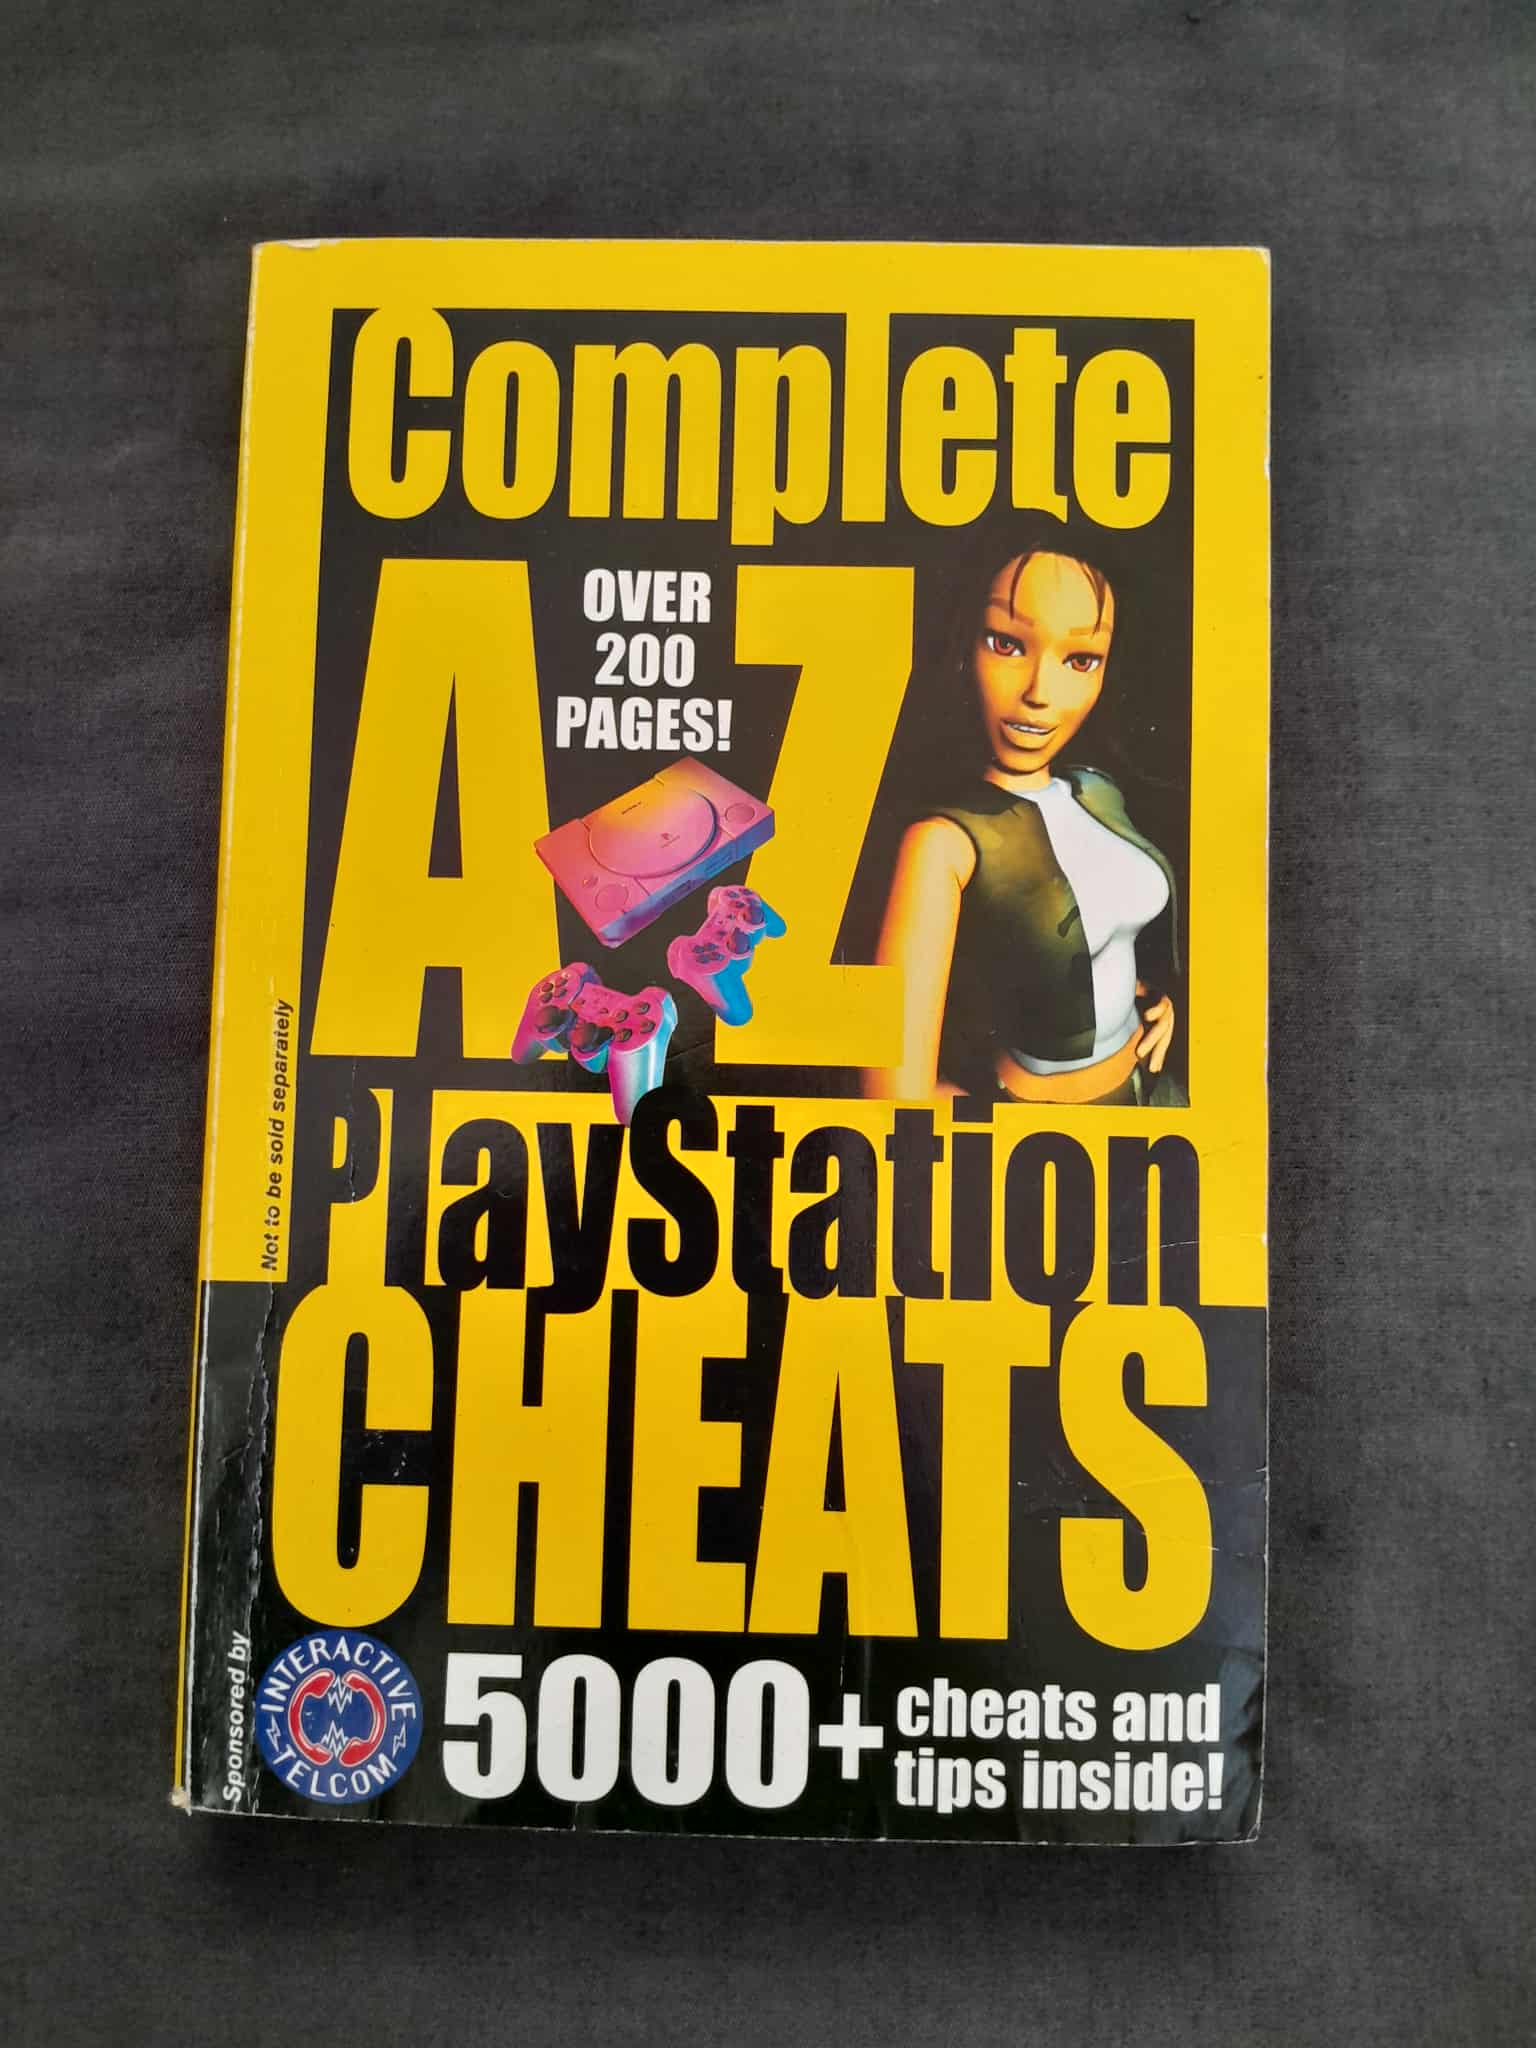 Complete
A Z
OVER
200
PAGES!
Not to be sold separately
PlayStation
CHEATS
Sponsored by
INTERACTIVE
TELCOM
5000+
cheats and
tips inside!